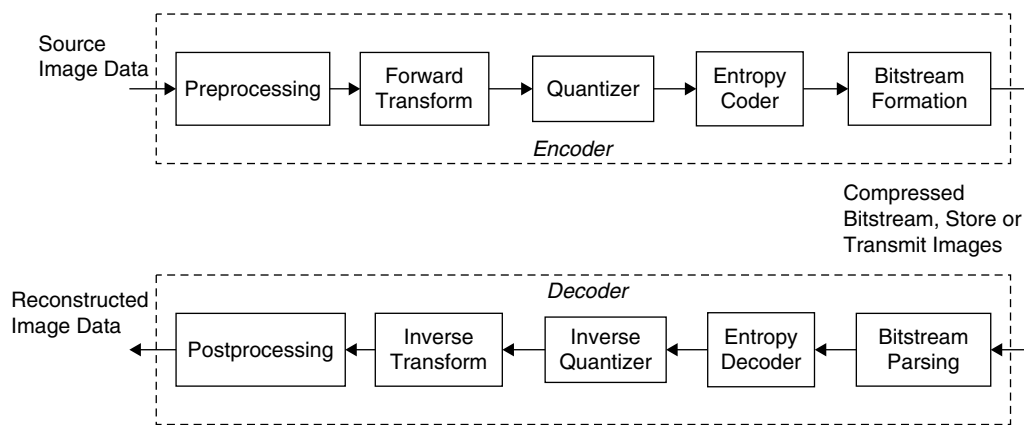 Source
Image Data
Preprocessing
Forward
Transform
Quantizer
Entropy
Coder
Bitstream
Formation
Encoder
Compressed
Bitstream, Store or
Transmit Images
Decoder
Reconstructed
Image Data
Postprocessing
Inverse
Transform
Inverse
Quantizer
Entropy
Decoder
Bitstream
Parsing